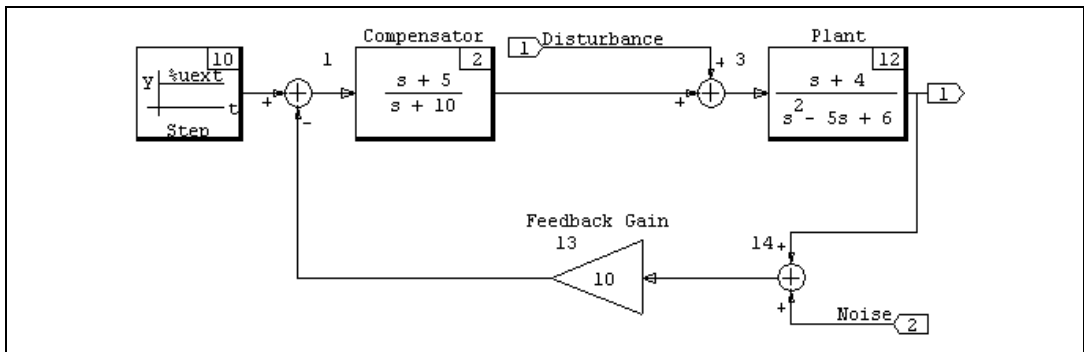 Compensator
Disturbance
Plant
10
1
2
1
+ 3
12
Y %uext
t
Step
+
-
s + 5
s + 10
+
s + 4
s^2 - 5s + 6
1
Feedback Gain
13
10
14 +
+
Noise
2